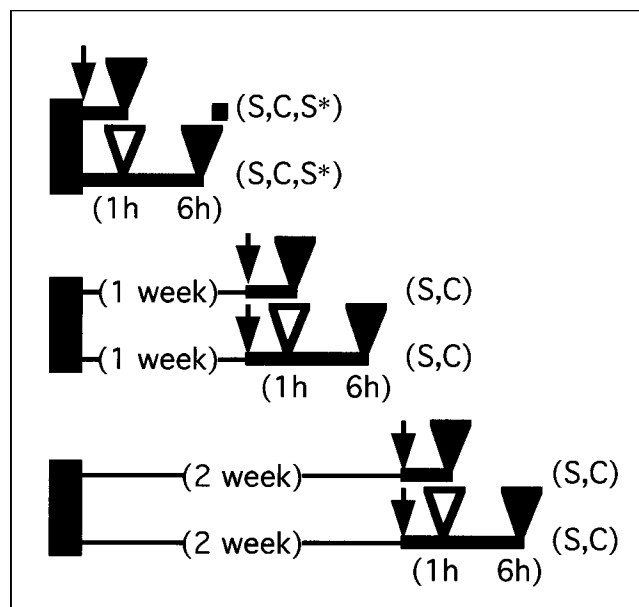 (S,C,S*)
(S,C,S*)
(1h 6h)
(1 week) (S,C)
(1 week) (S,C)
(1h 6h)
(2 week) (S,C)
(2 week) (S,C)
(1h 6h)